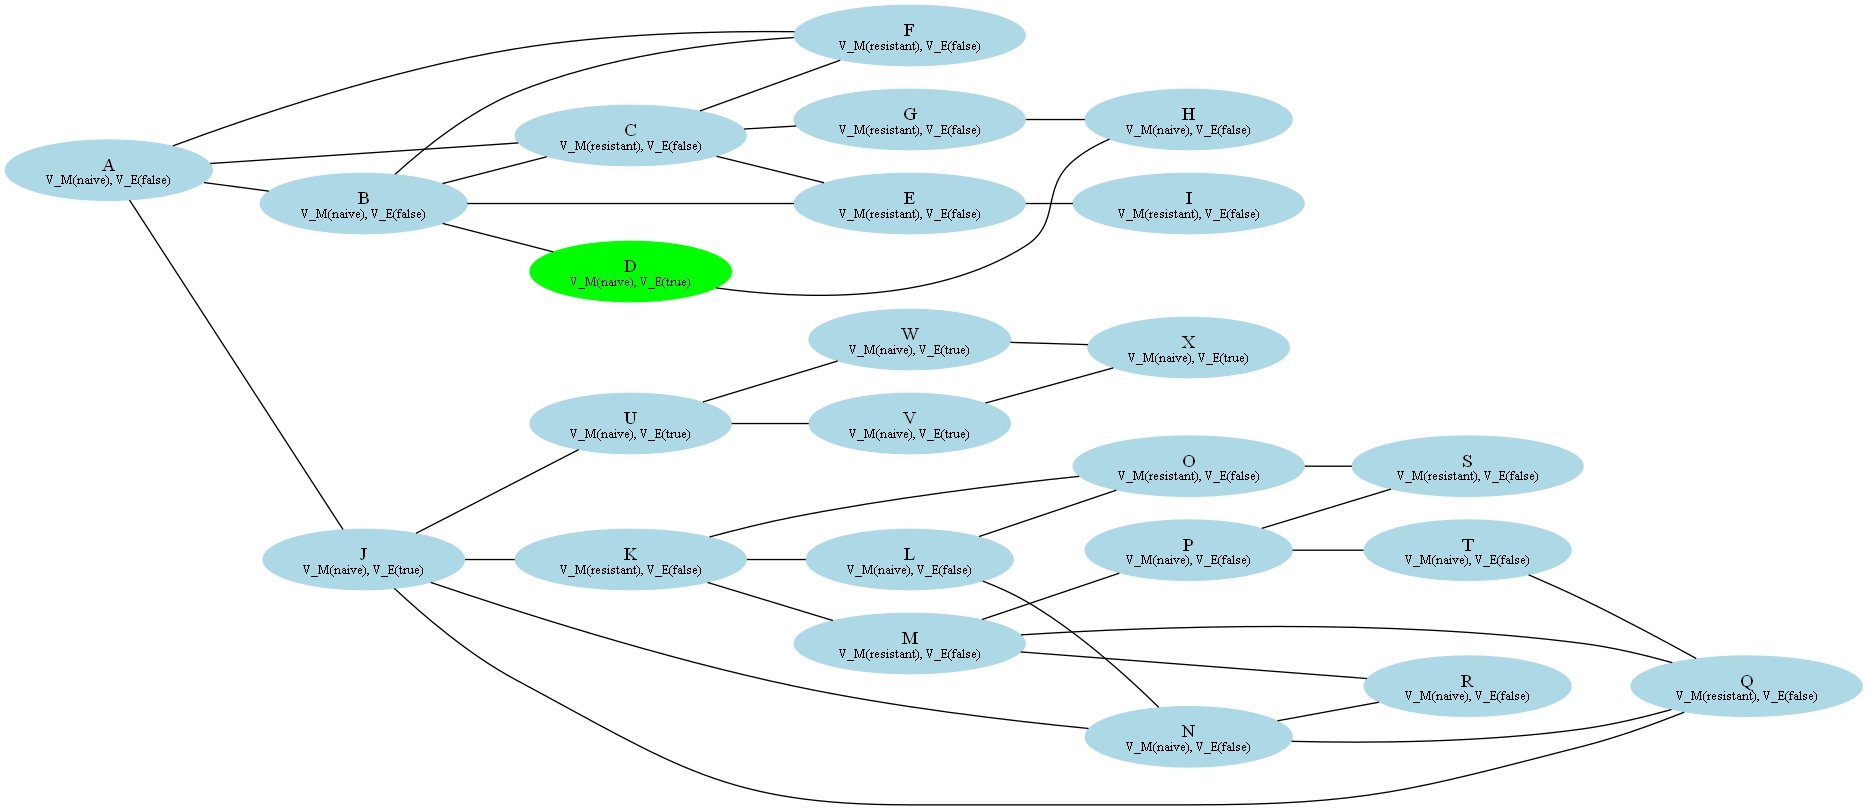 F
V_M(resistant), V_E(false)
C
V_M(resistant), V_E(false)
G
V_M(resistant), V_E(false)
H
V_M(naive), V_E(false)
A
V_M(naive), V_E(false)
B
V_M(naive), V_E(false)
E
V_M(resistant), V_E(false)
I
V_M(resistant), V_E(false)
D
V_M(naive), V_E(true)
W
V_M(naive), V_E(true)
X
V_M(naive), V_E(true)
U
V_M(naive), V_E(true)
V
V_M(naive), V_E(true)
O
V_M(resistant), V_E(false)
S
V_M(resistant), V_E(false)
J
V_M(naive), V_E(true)
K
V_M(resistant), V_E(false)
L
V_M(naive), V_E(false)
P
V_M(naive), V_E(false)
T
V_M(naive), V_E(false)
M
V_M(resistant), V_E(false)
R
V_M(naive), V_E(false)
Q
V_M(resistant), V_E(false)
N
V_M(naive), V_E(false)